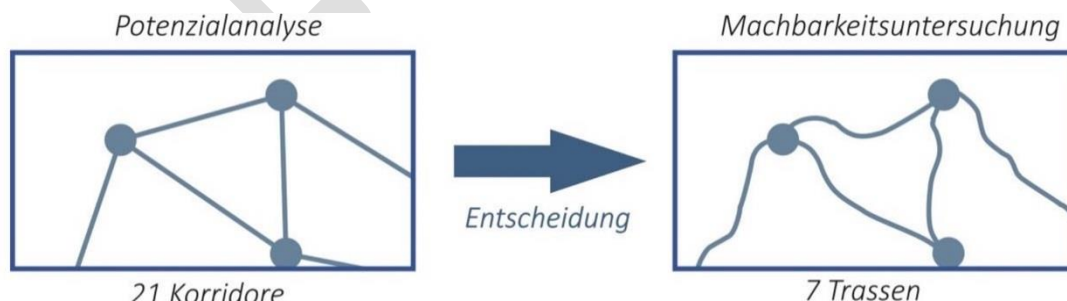 Potenzialanalyse
Machbarkeitsuntersuchung
Entscheidung
21 Korridore
7 Trassen